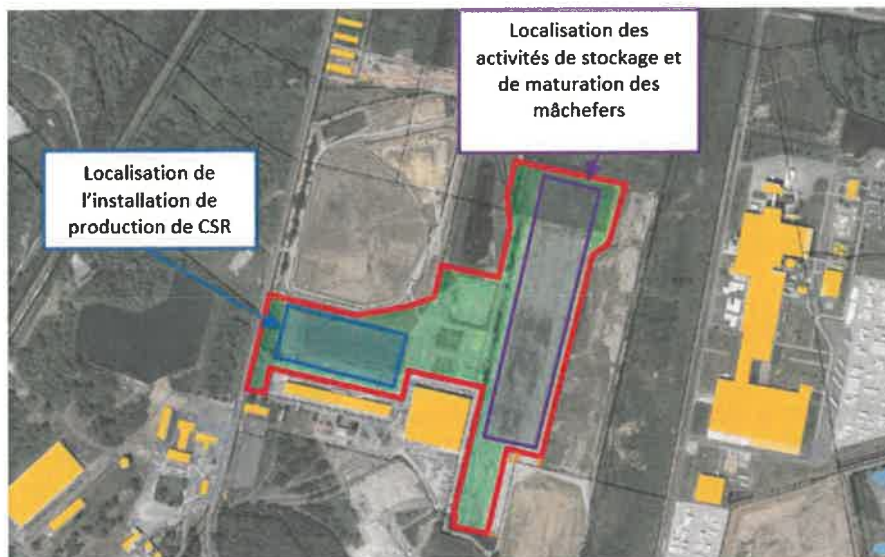 Localisation des
activités de stockage et
de maturation des
mâchefers
Localisation de
l'installation de
production de CSR